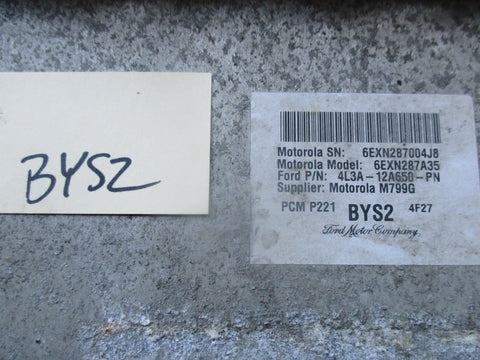 BYS2
Motorola SN: 6EXN287004J8
Motorola Model: 6EXN287A35
Ford P/N: 4L3A-12A650-PN
Supplier: Motorola M799G
PCM P221 BYS2 4F27
Ford Motor Company